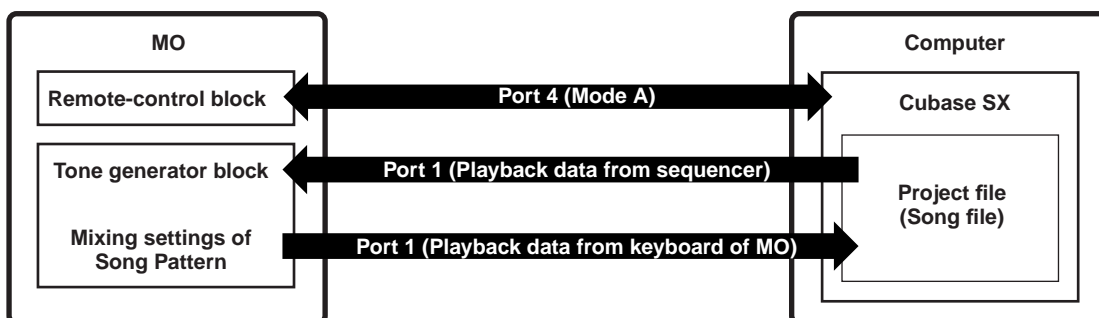 MO
Computer
Remote-control block
Port 4 (Mode A)
Cubase SX
Tone generator block
Port 1 (Playback data from sequencer)
Project file
(Song file)
Mixing settings of
Song Pattern
Port 1 (Playback data from keyboard of MO)